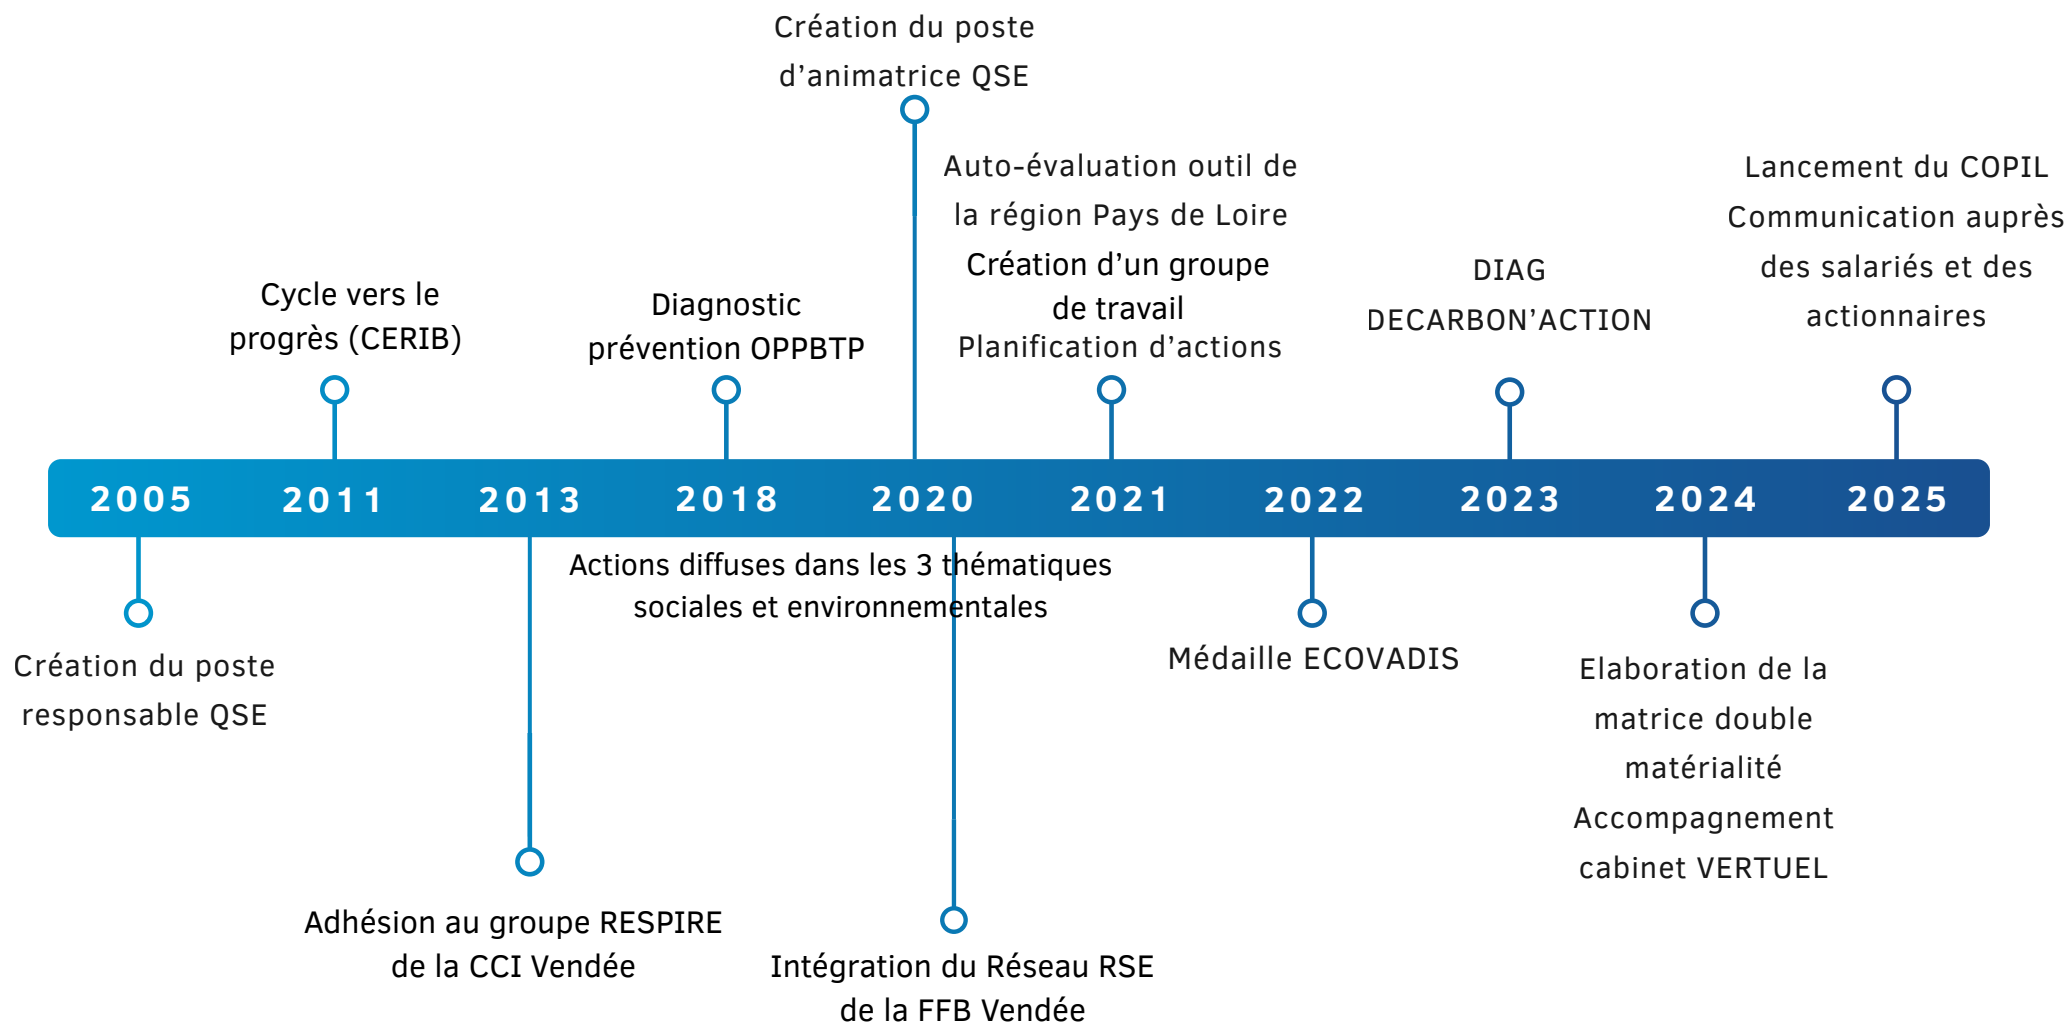 Création du poste
d’animatrice QSE
Auto-évaluation outil de
la région Pays de Loire
Création d’un groupe
de travail
Planification d’actions
Lancement du COPIL
Communication auprès
des salariés et des
actionnaires
Cycle vers le
progrès (CERIB)
Diagnostic
prévention OPPBTP
DIAG
DECARBON’ACTION
2005
2011
2013
2018
2020
2021
2022
2023
2024
2025
Actions diffuses dans les 3 thématiques
sociales et environnementales
Création du poste
responsable QSE
Médaille ECOVADIS
Elaboration de la
matrice double
matérialité
Accompagnement
cabinet VERTUEL
Adhésion au groupe RESPIRE
de la CCI Vendée
Intégration du Réseau RSE
de la FFB Vendée